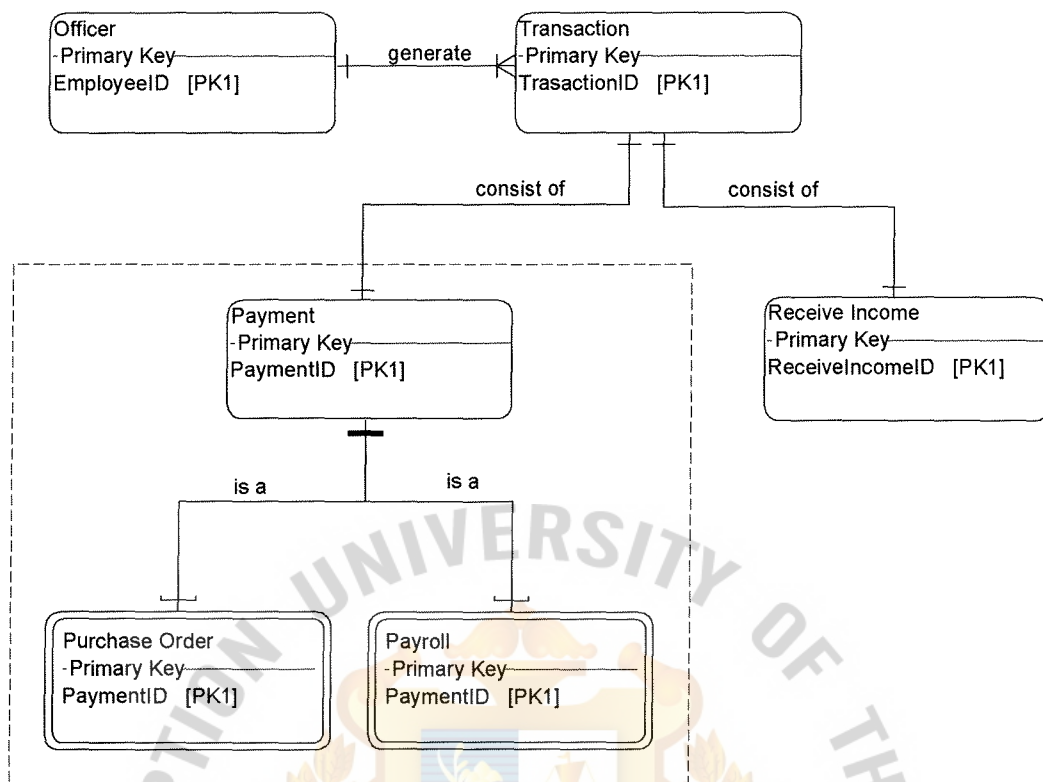 Officer
-Primary Key
EmployeeID [PK1]
generate
Transaction
-Primary Key
TrasactionID [PK1]
consist of
consist of
Payment
-Primary Key
PaymentID [PK1]
Receive Income
-Primary Key
ReceiveIncomeID [PK1]
is a
is a
Purchase Order
-Primary Key
PaymentID [PK1]
Payroll
-Primary Key
PaymentID [PK1]
UNIVERSITY OF